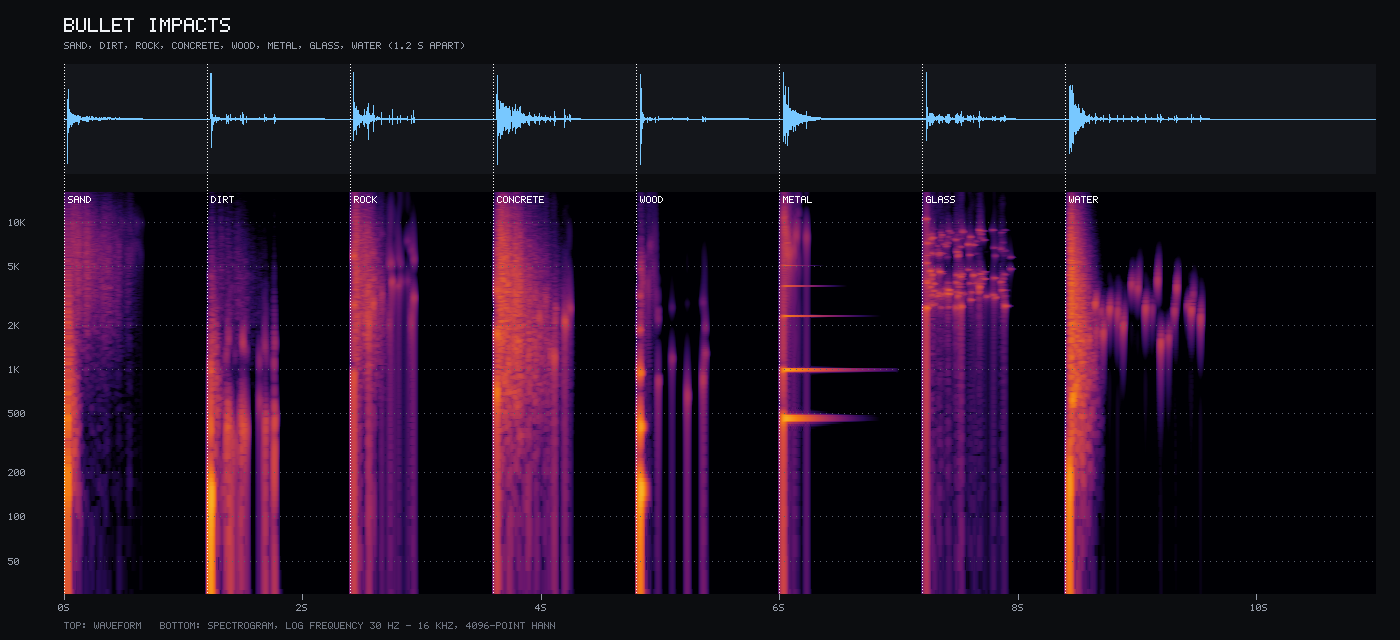 BULLET IMPACTS
SAND, DIRT, ROCK, CONCRETE, WOOD, METAL, GLASS, WATER (1.2 S APART)
SAND DIRT ROCK CONCRETE WOOD METAL GLASS WATER
10K
5K
2K
1K
500
200
100
50
0S 2S 4S 6S 8S 10S
TOP: WAVEFORM BOTTOM: SPECTROGRAM, LOG FREQUENCY 30 HZ - 16 KHZ, 4096-POINT HANN